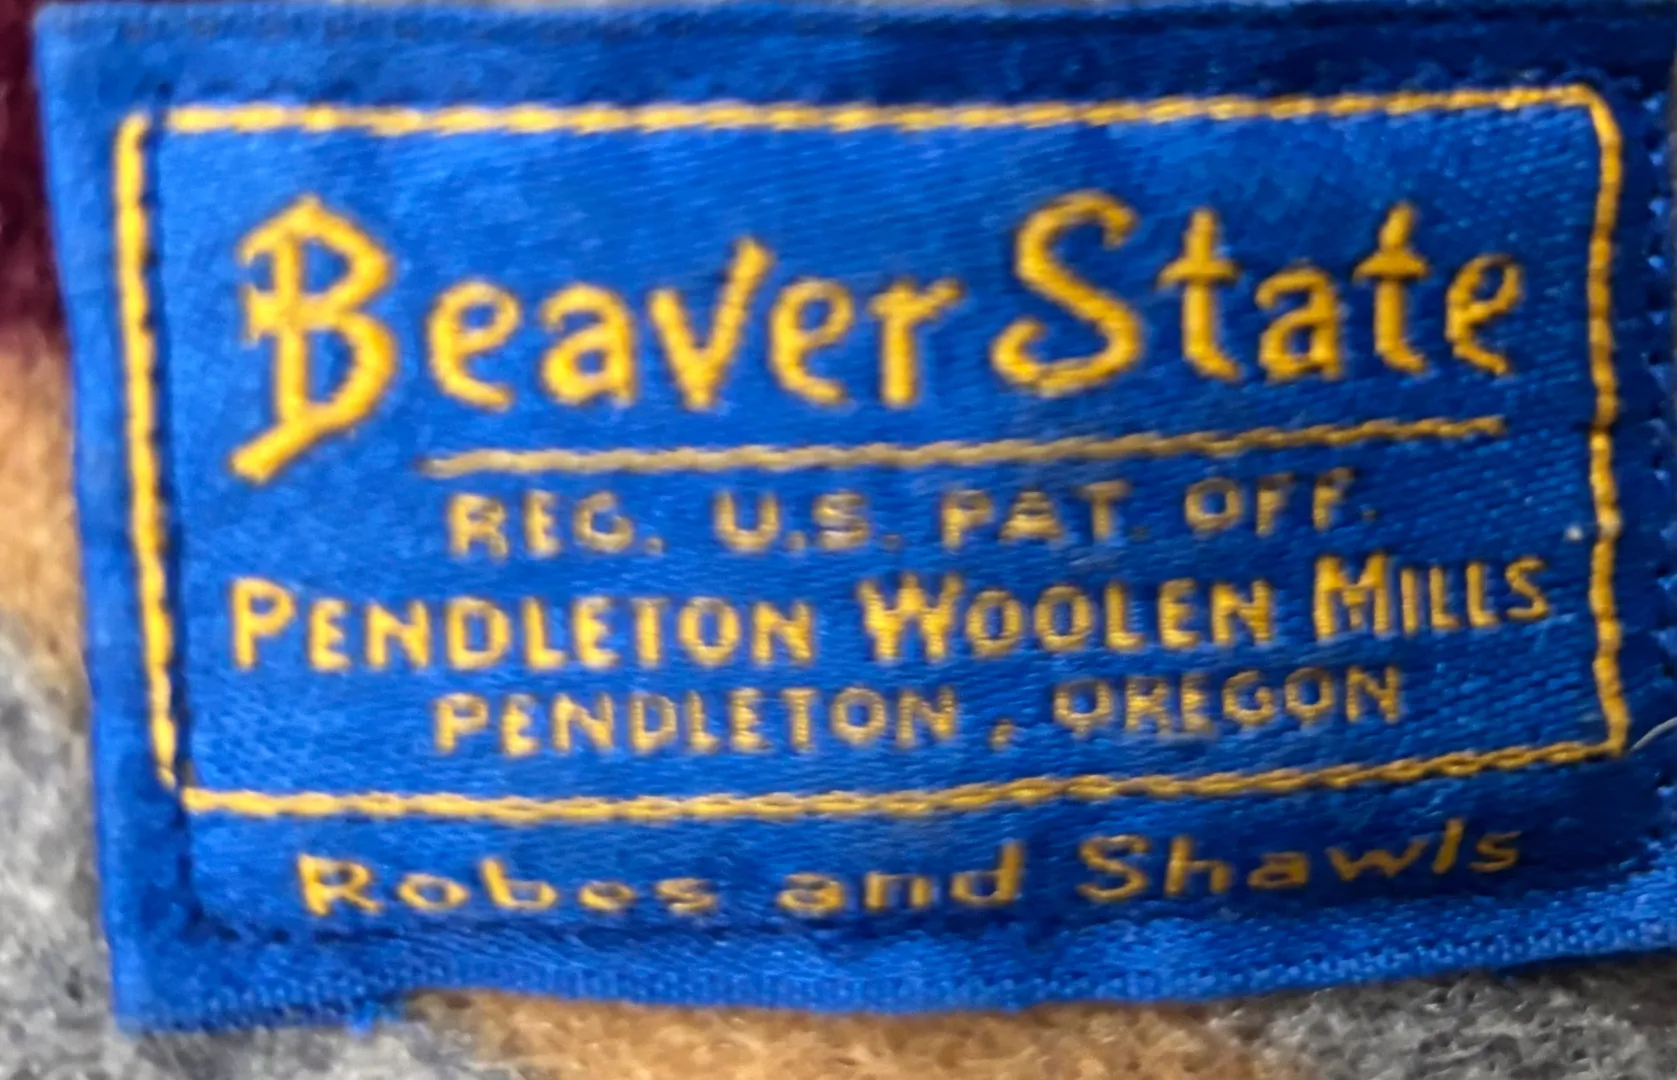 Beaver State
REG. U.S. PAT. OFF.
PENDLETON WOOLEN MILLS
PENDLETON, OREGON
Robes and Shawls